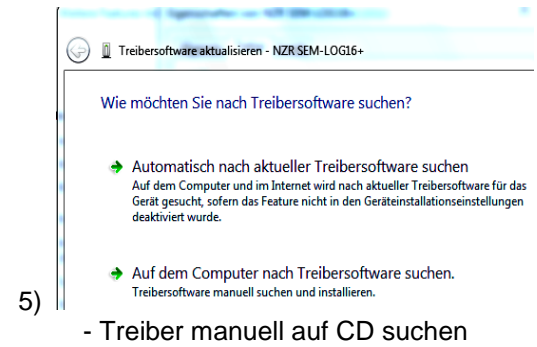 Treibersoftware aktualisieren - NZR SEM-LOG16+
Wie möchten Sie nach Treibersoftware suchen?
Automatisch nach aktueller Treibersoftware suchen
Auf dem Computer und im Internet wird nach aktueller Treibersoftware für das
Gerät gesucht, sofern das Feature nicht in den Geräteinstallationseinstellungen
deaktiviert wurde.
Auf dem Computer nach Treibersoftware suchen.
Treibersoftware manuell suchen und installieren.
5)
- Treiber manuell auf CD suchen